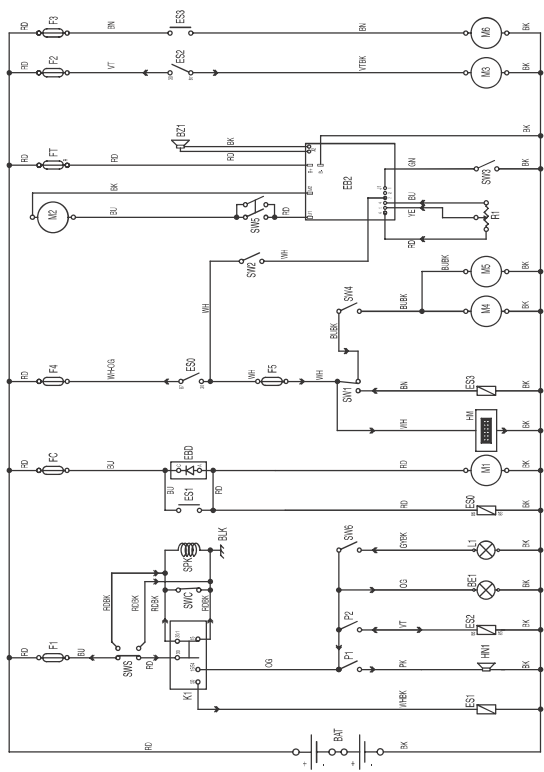 RD F3 BN ES3 BN M6 BK
RD F2 VT ES2 VTBK M3 BK
BZ1
BK
RD
BK
RD FT RD EB2 GN SW3 BK
BK
M2 BU SW5 RD
BU
YE
R1
RD
SW2 WH
WH
BUBK M5
SW4 BUBK M4 BK
BUBK
RD F4 WH-OG ES0 WH F5 WH SW1 BN ES3 BK
WH HM BK
RD FC BU EBD RD M1 BK
BU ES1 RD RD ES0 BK
SPK BLK SW6 GYBK L1 BK
RDBK
RDBK
RDBK SWC RDBK OG BE1 BK
P2 VT ES2 BK
RD F1 BU SWS RD OG P1 PK HN1 BK
K1 WHBK ES1 BK
RD + - BAT + - BK